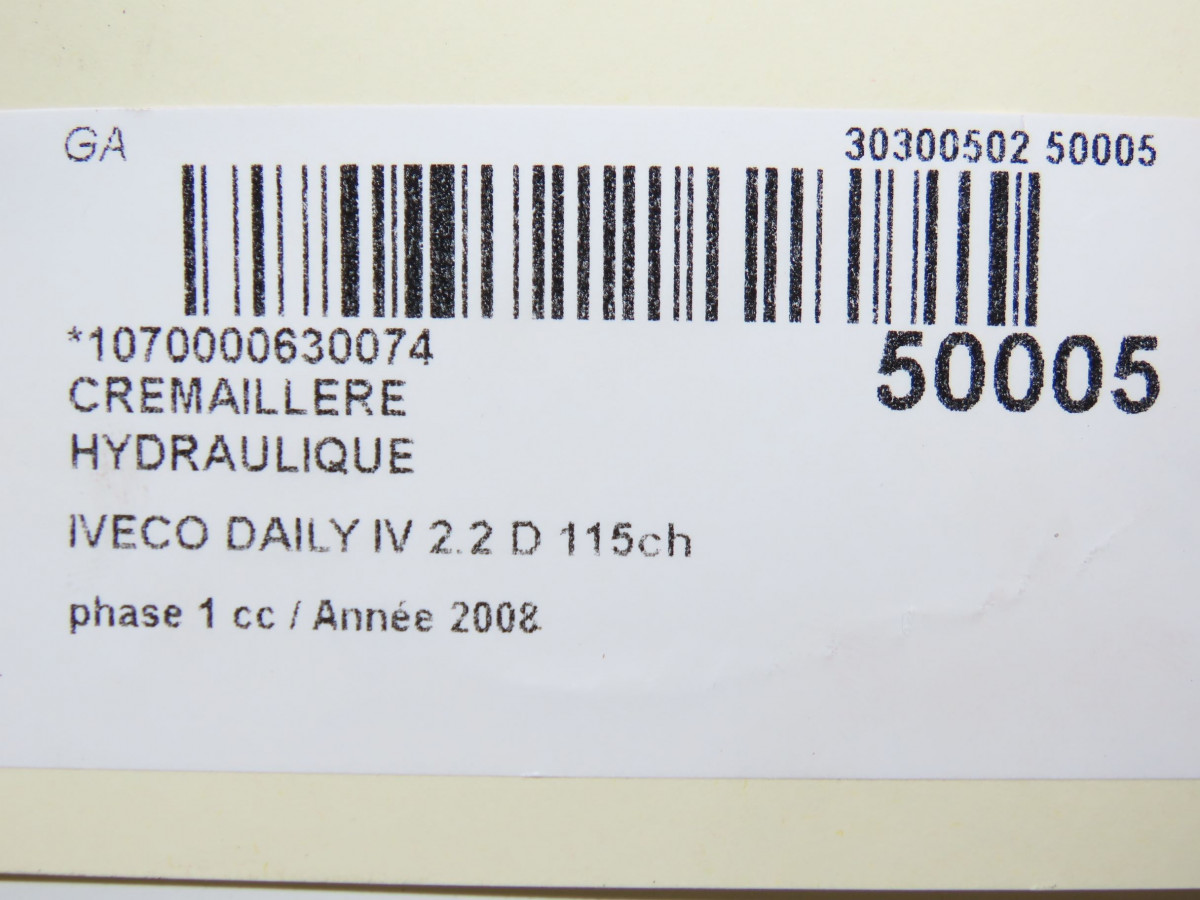 GA
30300502 50005
*1070000630074
50005
CREMAILLERE
HYDRAULIQUE
IVECO DAILY IV 2.2 D 115ch
phase 1 cc / Année 2008